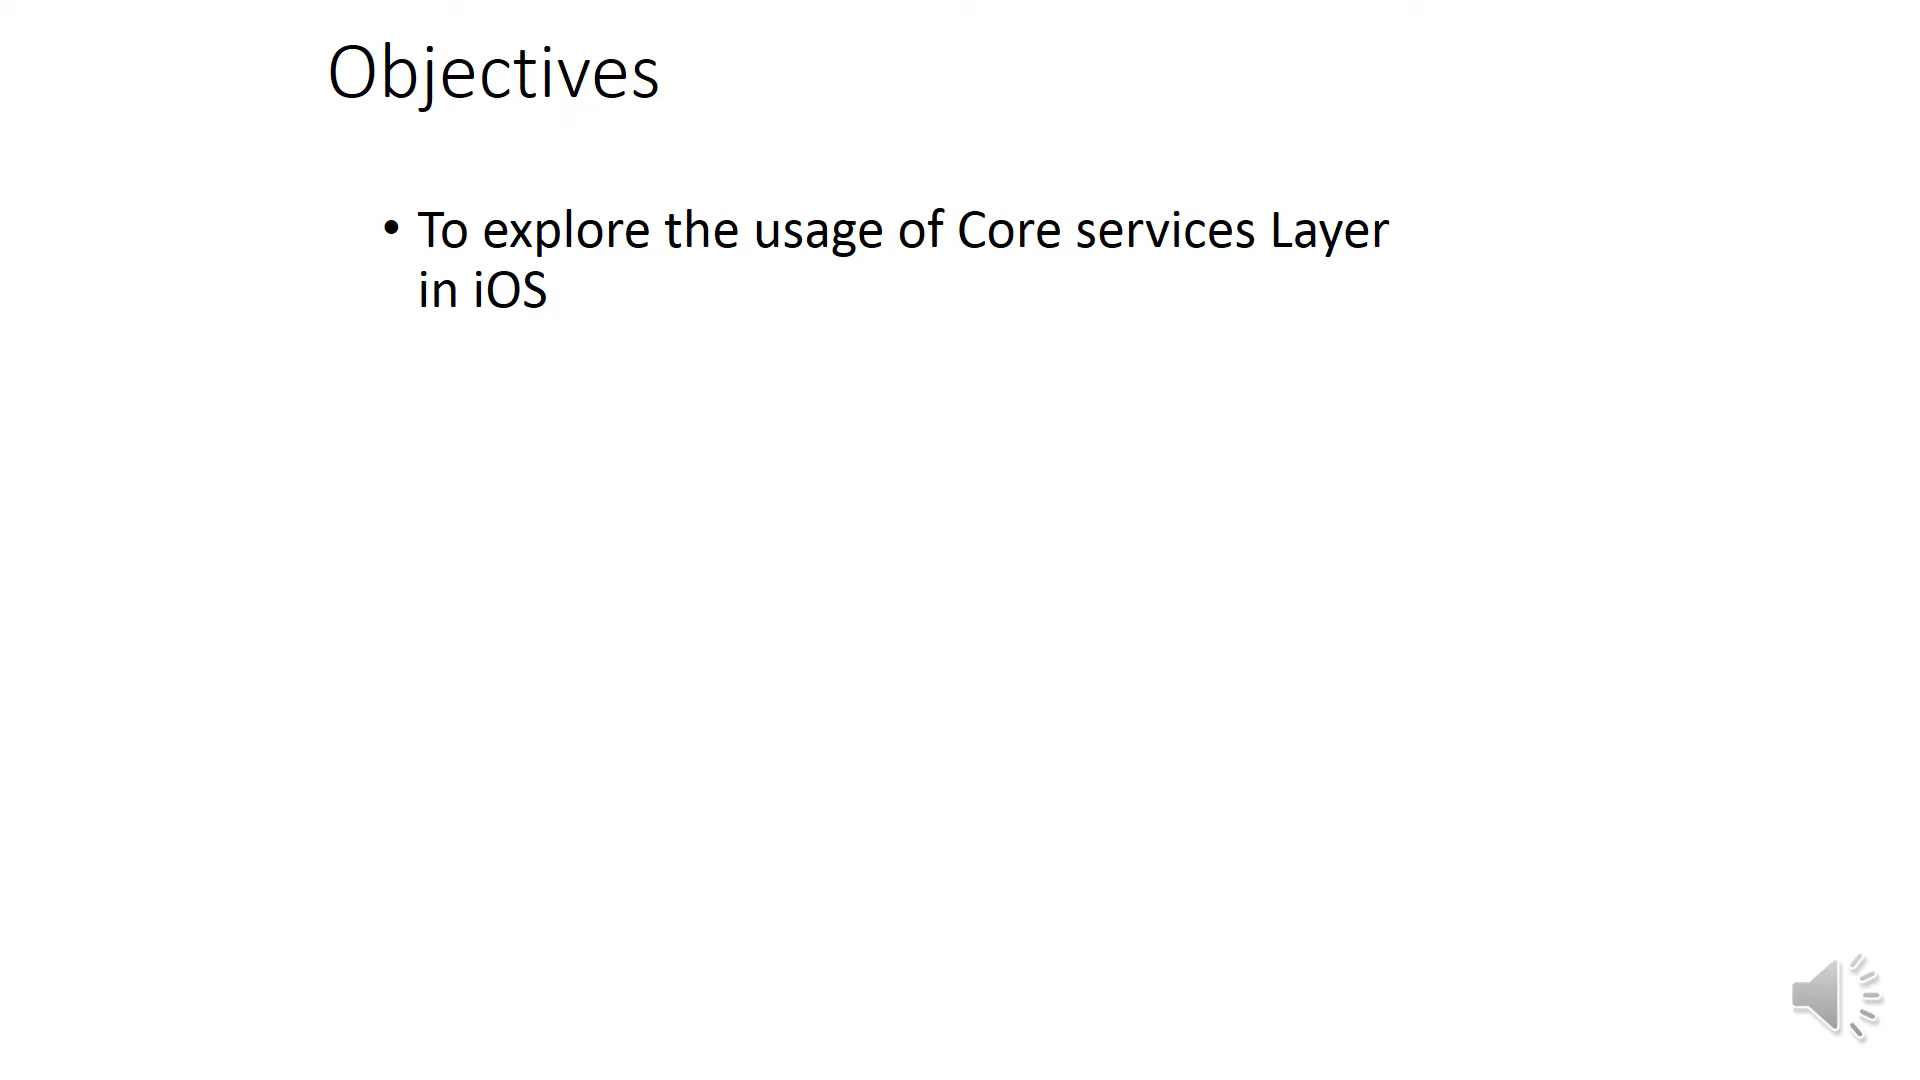 Objectives
• To explore the usage of Core services Layer
in iOS